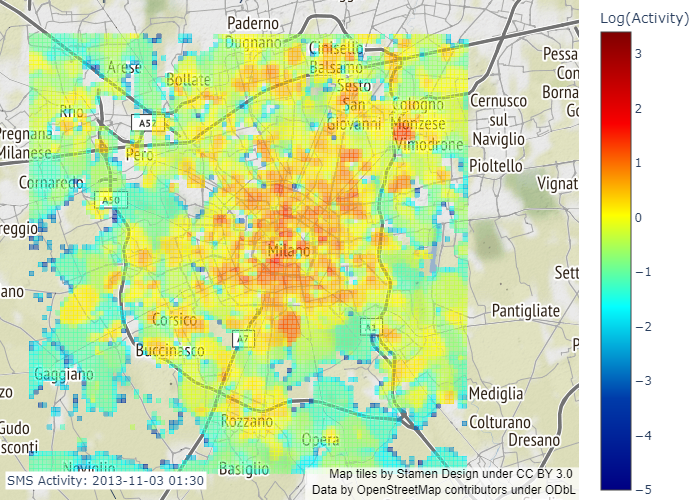 Log(Activity)
Paderno
Dugnano
Cinisello
Balsamo
Arese
Bollate
Sesto
San
Giovanni
Cologno
Monzese
Vimodrone
Cernusco
sul
Naviglio
Pessa
Con
Borna
Go
Rho
A52
Pregnana
Milanese
Pero
Pioltello
Cornaredo
Vignat
A50
reggio
Milano
Sett
ano
Pantigliate
Corsico
A7
A1
P
Buccinasco
Gaggiano
Mediglia
zo
Rozzano
Colturano
Gudo
sconti
Opera
Dresano
Noviglio
Basiglio
SMS Activity: 2013-11-03 01:30
Map tiles by Stamen Design under CC BY 3.0
Data by OpenStreetMap contributors under ODbL
3
2
1
0
−1
−2
−3
−4
−5